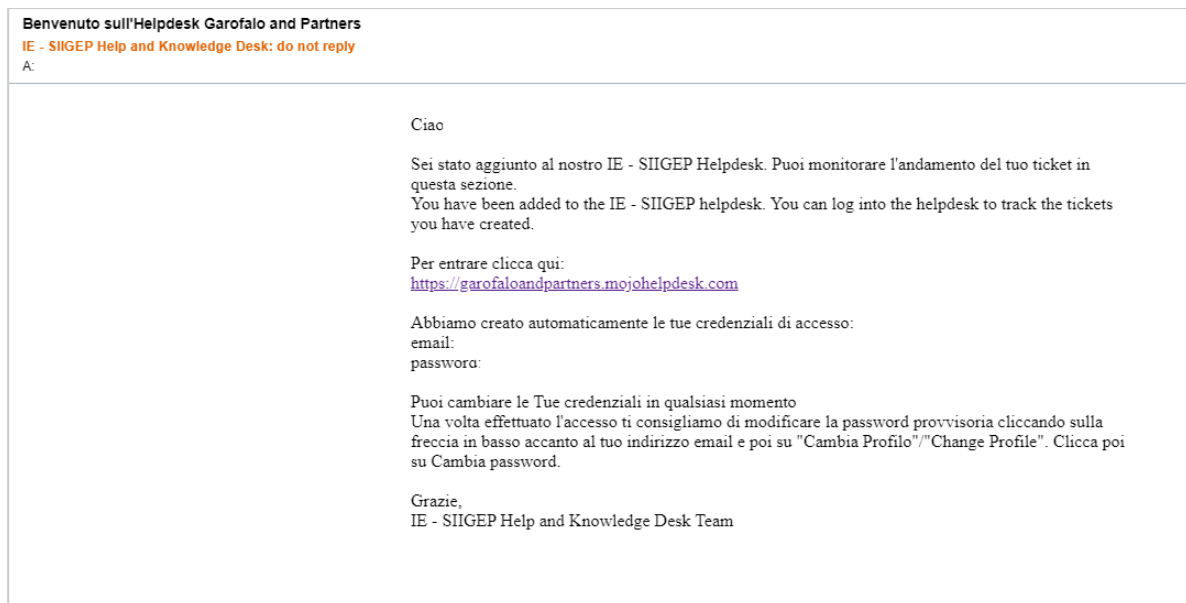 Benvenuto sull'Helpdesk Garofalo and Partners
IE - SIIGEP Help and Knowledge Desk: do not reply
A:
Ciao
Sei stato aggiunto al nostro IE - SIIGEP Helpdesk. Puoi monitorare l'andamento del tuo ticket in
questa sezione.
You have been added to the IE - SIIGEP helpdesk. You can log into the helpdesk to track the tickets
you have created.
Per entrare clicca qui:
https://garofaloandpartners.mojohelpdesk.com
Abbiamo creato automaticamente le tue credenziali di accesso:
email:
password:
Puoi cambiare le Tue credenziali in qualsiasi momento
Una volta effettuato l'accesso ti consigliamo di modificare la password provvisoria cliccando sulla
freccia in basso accanto al tuo indirizzo email e poi su "Cambia Profilo"/"Change Profile". Clicca poi
su Cambia password.
Grazie,
IE - SIIGEP Help and Knowledge Desk Team